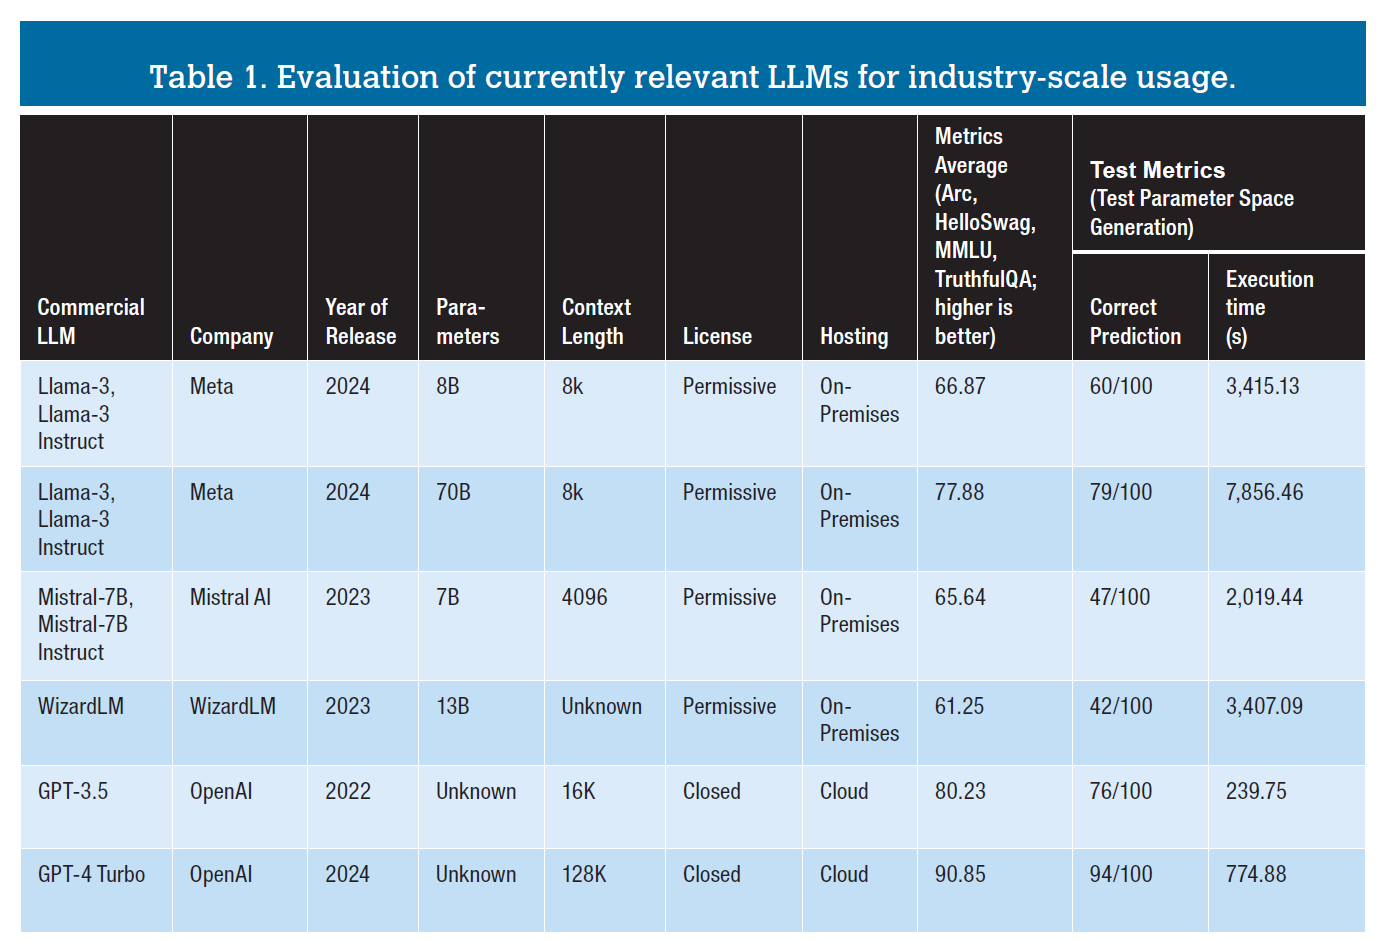 Table 1. Evaluation of currently relevant LLMs for industry-scale usage.
Commercial
LLM
Company
Year of
Release
Para-
meters
Context
Length
License
Hosting
Metrics
Average
(Arc,
HelloSwag,
MMLU,
TruthfulQA;
higher is
better)
Test Metrics
(Test Parameter Space
Generation)
Correct
Prediction
Execution
time
(s)
Llama-3,
Llama-3
Instruct
Meta
2024
8B
8k
Permissive
On-
Premises
66.87
60/100
3,415.13
Llama-3,
Llama-3
Instruct
Meta
2024
70B
8k
Permissive
On-
Premises
77.88
79/100
7,856.46
Mistral-7B,
Mistral-7B
Instruct
Mistral AI
2023
7B
4096
Permissive
On-
Premises
65.64
47/100
2,019.44
WizardLM
WizardLM
2023
13B
Unknown
Permissive
On-
Premises
61.25
42/100
3,407.09
GPT-3.5
OpenAI
2022
Unknown
16K
Closed
Cloud
80.23
76/100
239.75
GPT-4 Turbo
OpenAI
2024
Unknown
128K
Closed
Cloud
90.85
94/100
774.88